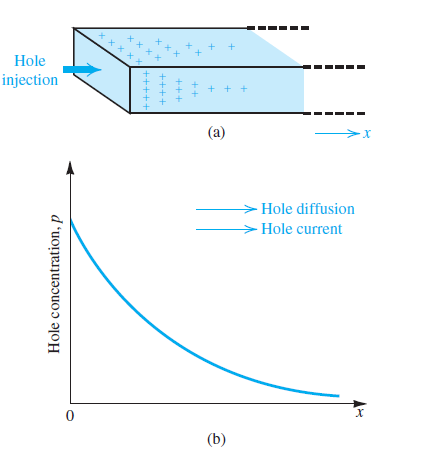 Hole
injection
(a)
x
Hole concentration, p
Hole diffusion
Hole current
0
x
(b)